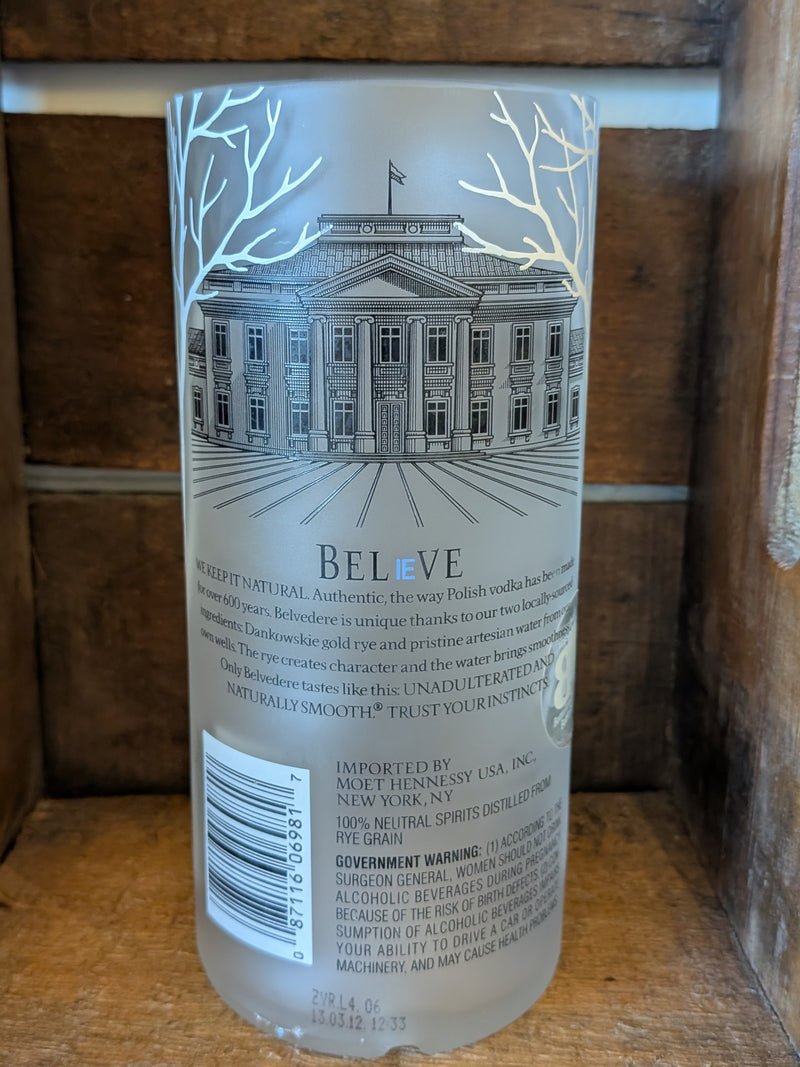 BELIEVE
WE KEEP IT NATURAL. Authentic, the way Polish vodka has been made
for over 600 years. Belvedere is unique thanks to our two locally-sourced
ingredients: Dankowskie gold rye and pristine artesian water from
own wells. The rye creates character and the water brings smoothness.
Only Belvedere tastes like this: UNADULTERATED AND
NATURALLY SMOOTH.® TRUST YOUR INSTINCTS.
IMPORTED BY
MOET HENNESSY USA, INC.,
NEW YORK, NY
100% NEUTRAL SPIRITS DISTILLED FROM
RYE GRAIN
GOVERNMENT WARNING: (1) ACCORDING TO THE
SURGEON GENERAL, WOMEN SHOULD NOT DRINK
ALCOHOLIC BEVERAGES DURING PREGNANCY
BECAUSE OF THE RISK OF BIRTH DEFECTS.
SUMPTION OF ALCOHOLIC BEVERAGES IMPAIRS
YOUR ABILITY TO DRIVE A CAR OR OPERATE
MACHINERY, AND MAY CAUSE HEALTH PROBLEMS.
0 87116 06981 7
ZYR.L4. 06
13.03.12. 12:33